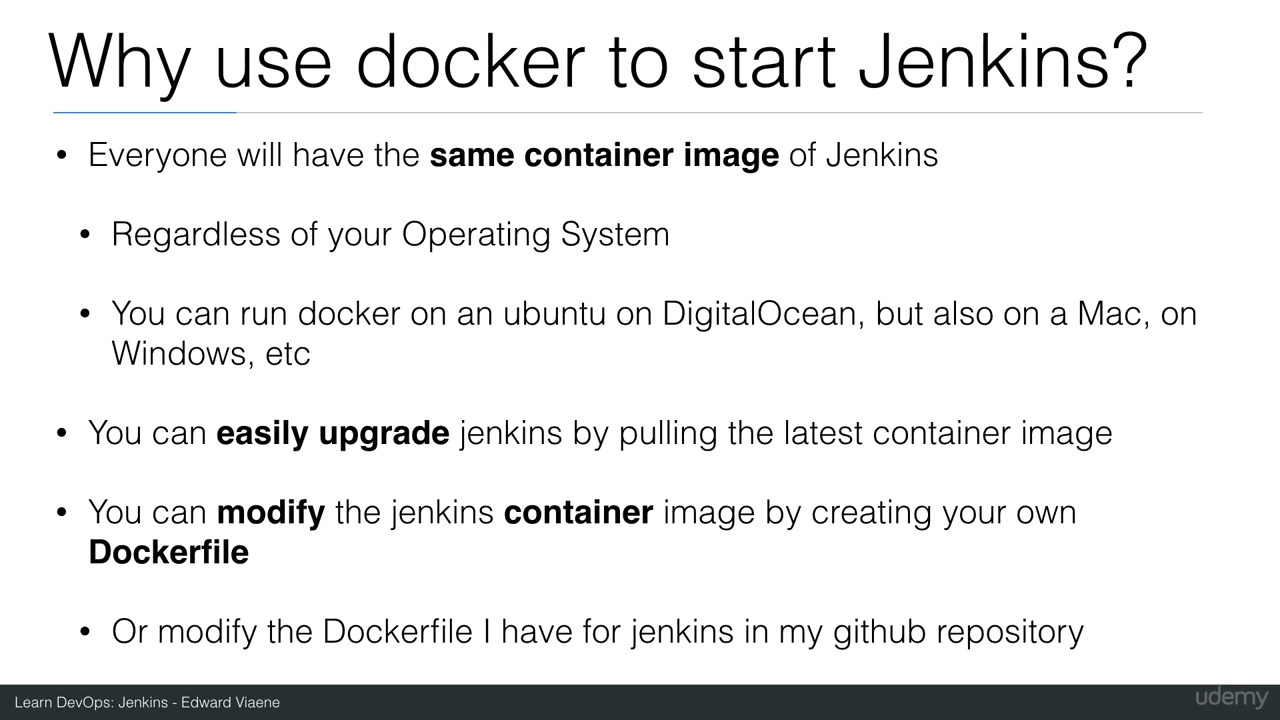 Why use docker to start Jenkins?
• Everyone will have the same container image of Jenkins
• Regardless of your Operating System
• You can run docker on an ubuntu on DigitalOcean, but also on a Mac, on
Windows, etc
• You can easily upgrade jenkins by pulling the latest container image
• You can modify the jenkins container image by creating your own
Dockerfile
• Or modify the Dockerfile I have for jenkins in my github repository
Learn DevOps: Jenkins - Edward Viaene
udemy